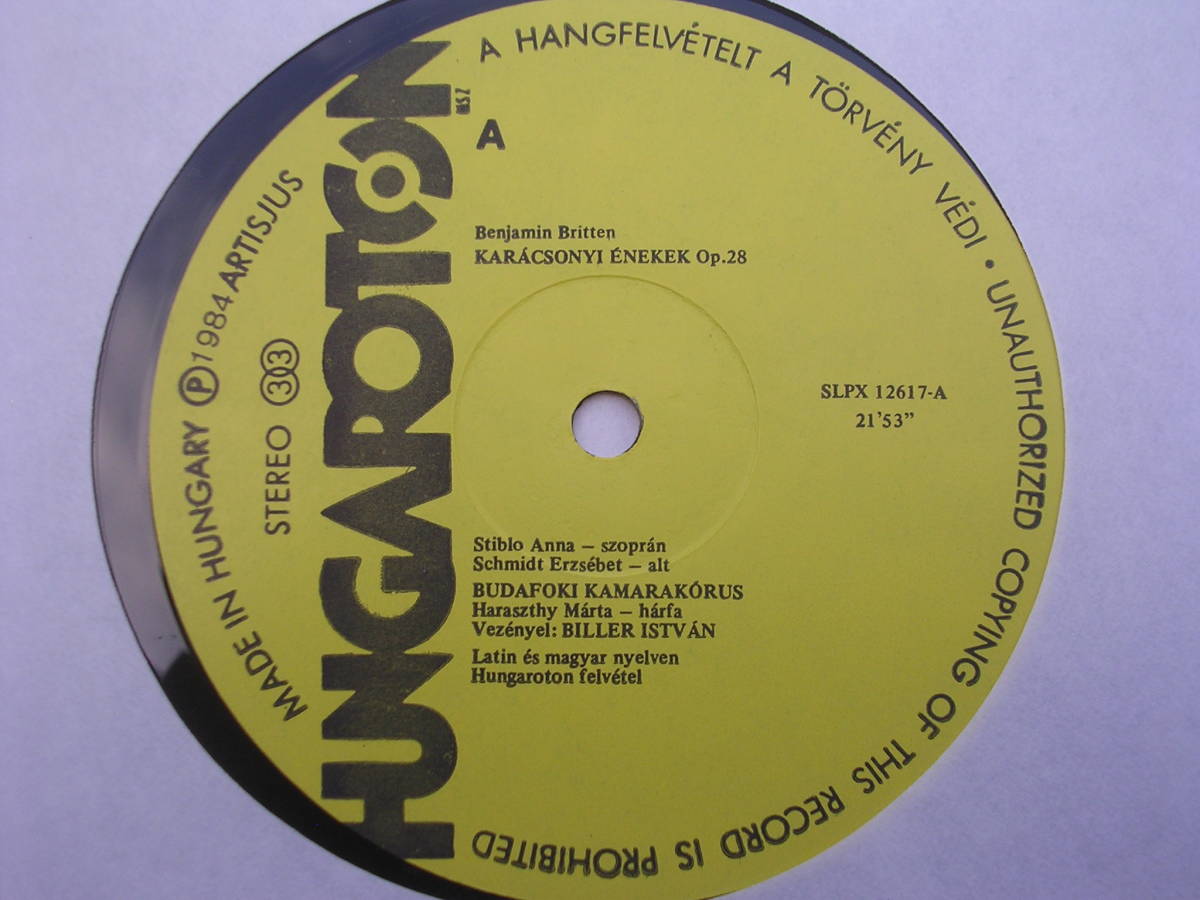 HUNGAROTON
MSZ
A
Benjamin Britten
KARÁCSONYI ÉNEKEK Op.28
SLPX 12617-A
21'53"
Stiblo Anna – szoprán
Schmidt Erzsébet – alt
BUDAFOKI KAMARAKÓRUS
Haraszthy Márta – hárfa
Vezényel: BILLER ISTVÁN
Latin és magyar nyelven
Hungaroton felvétel
STEREO 33
MADE IN HUNGARY Ⓟ 1984 ARTISJUS
A HANGFELVÉTELT A TÖRVÉNY VÉDI • UNAUTHORIZED COPYING OF THIS RECORD IS PROHIBITED